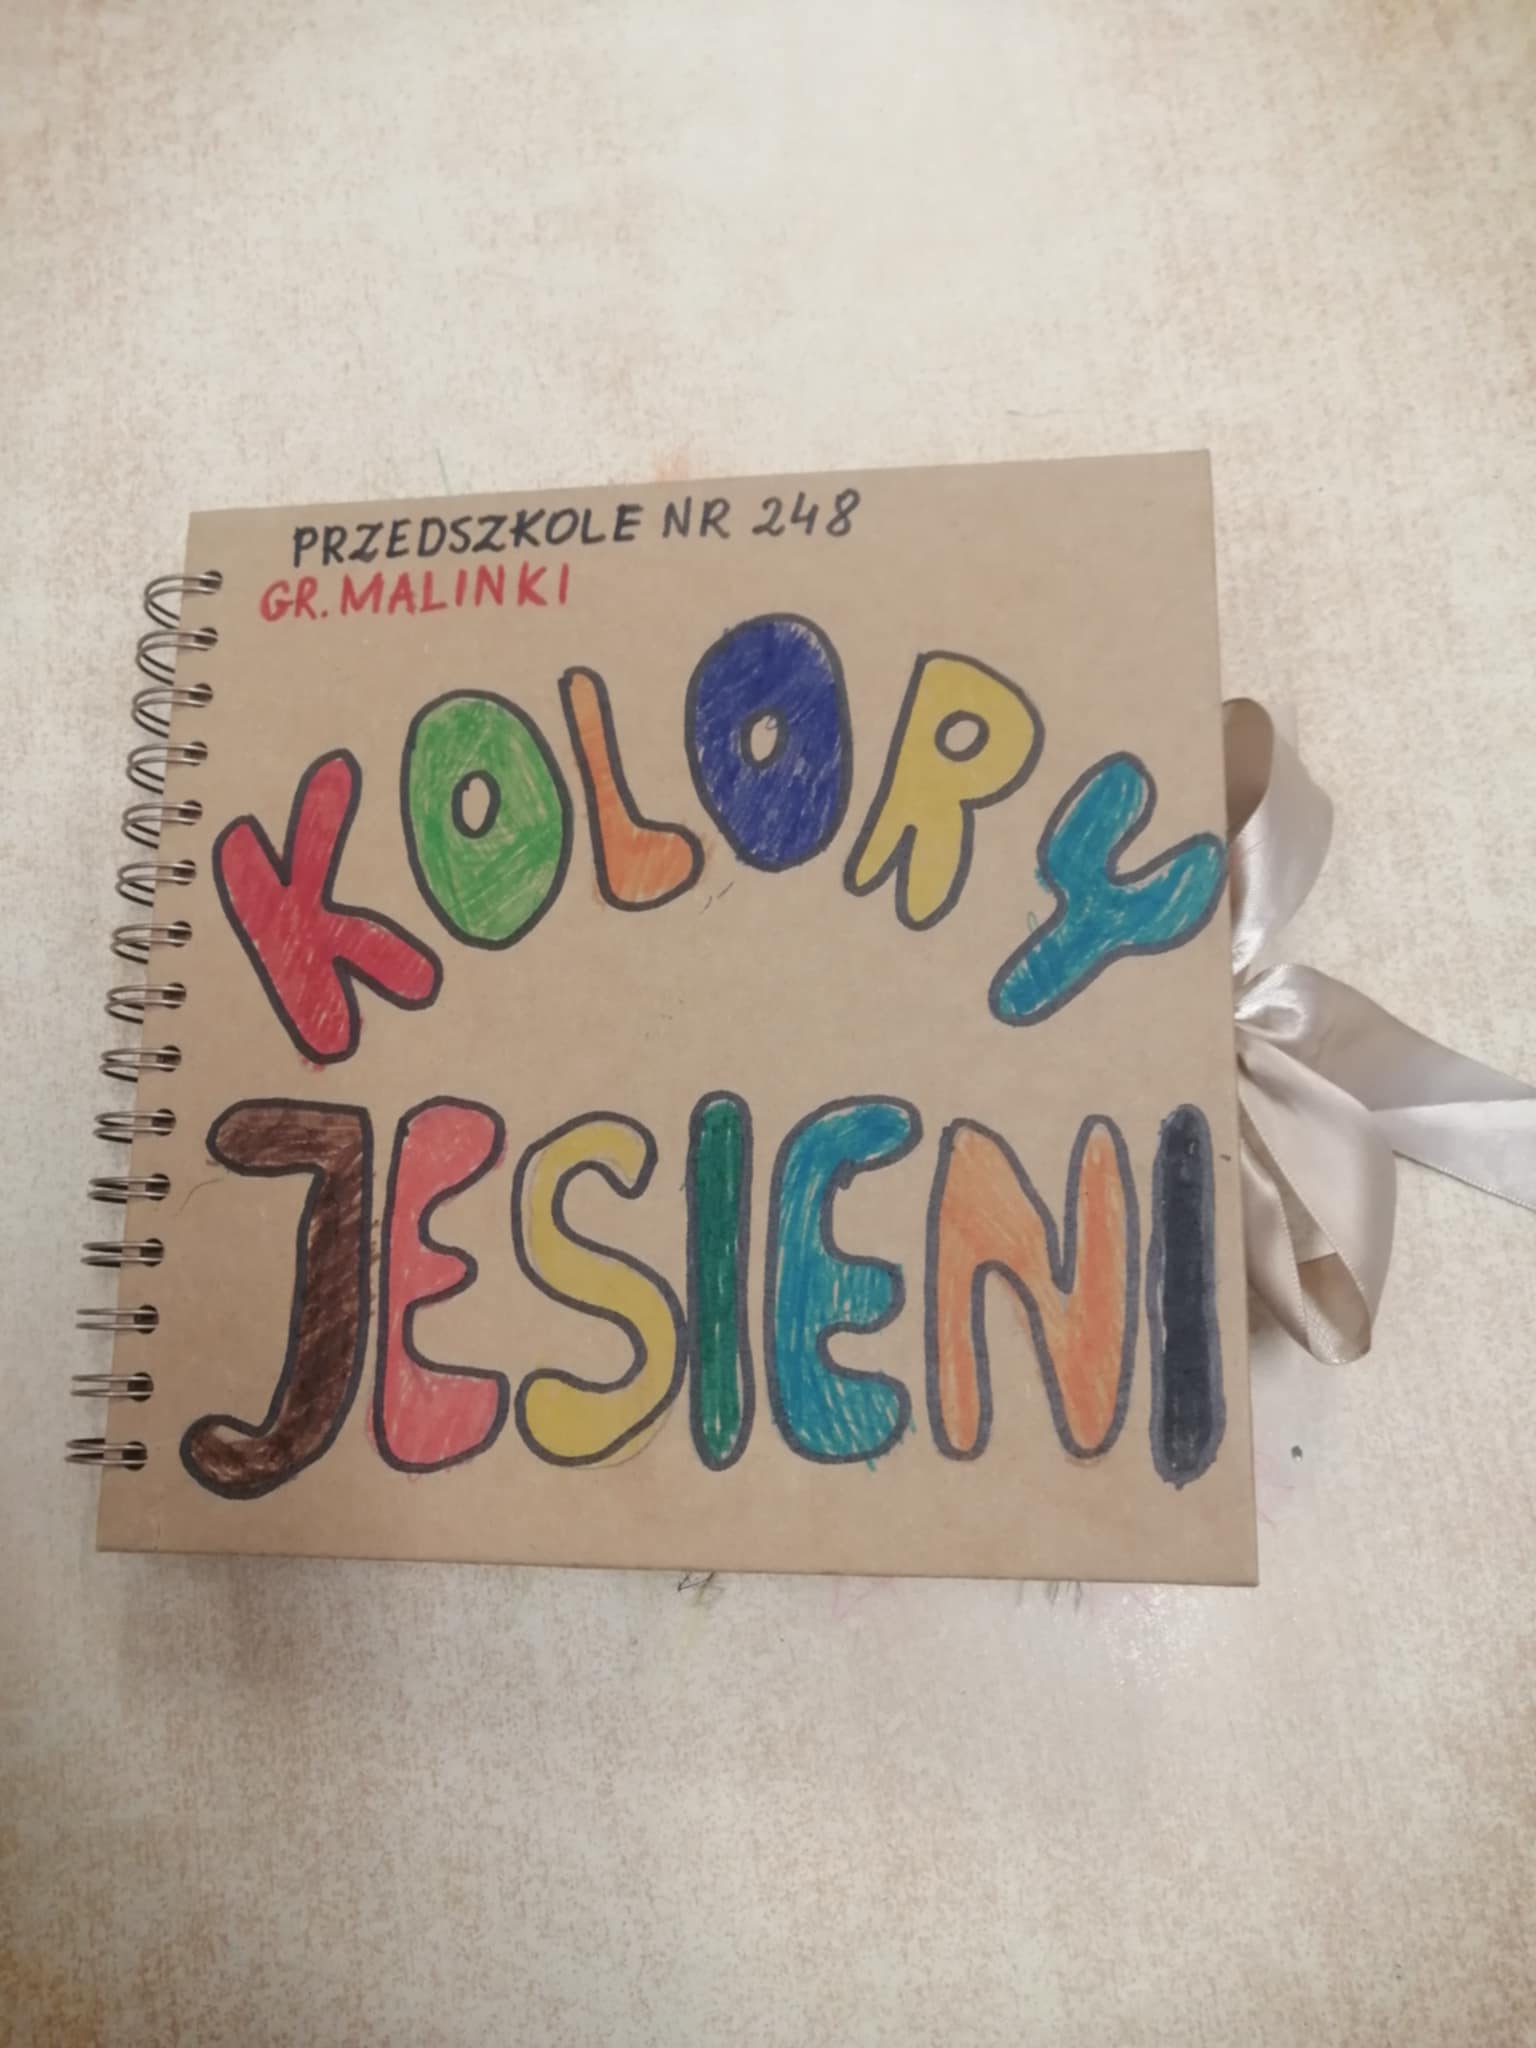 PRZEDSZKOLE NR 248
GR. MALINKI
KOLORY
JESIENI